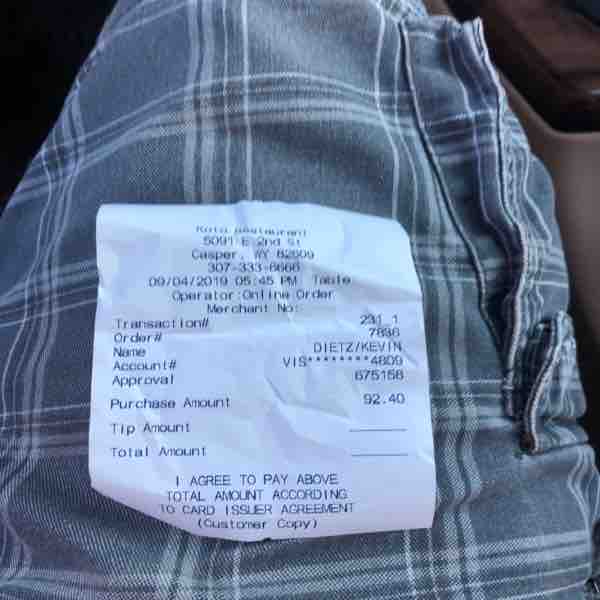 Koto Restaurant
5091 E 2nd St
Casper, WY 82609
307-333-6666
09/04/2019 05:45 PM Table
Operator:Online Order
Merchant No:
Transaction# 231 1
Order# 7836
Name DIETZ/KEVIN
Account# VIS********4809
Approval 675158
Purchase Amount 92.40
Tip Amount
Total Amount
I AGREE TO PAY ABOVE
TOTAL AMOUNT ACCORDING
TO CARD ISSUER AGREEMENT
(Customer Copy)